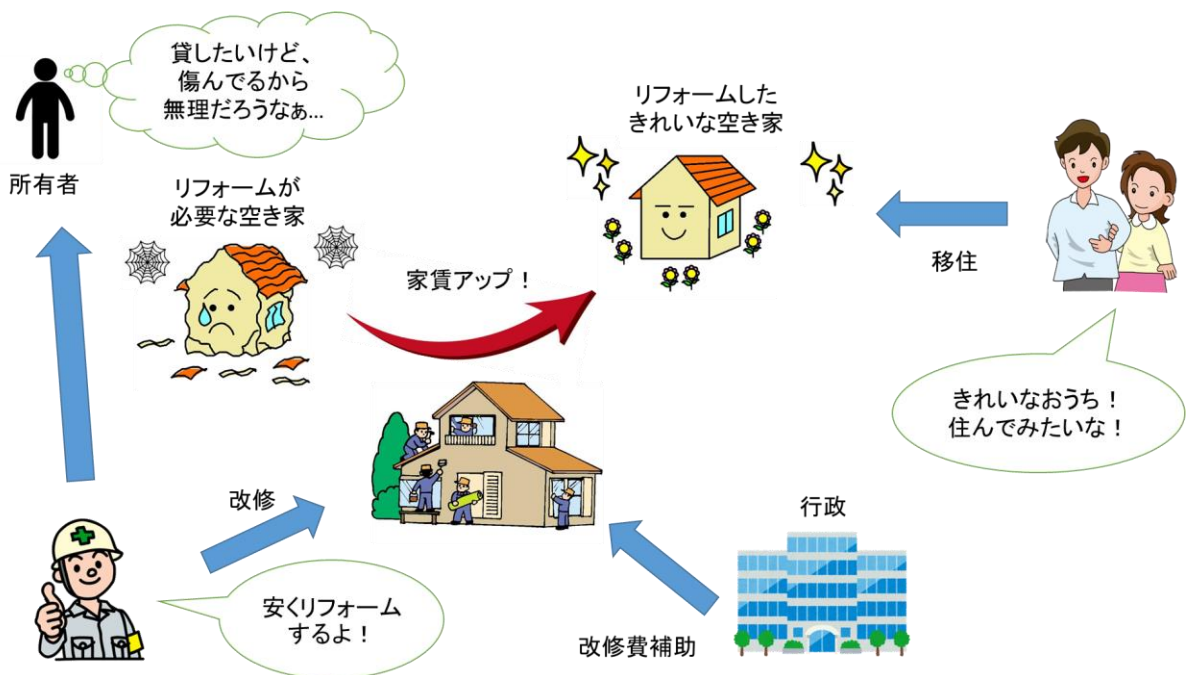 貸したいけど、
傷んでるから
無理だろうなぁ…
所有者
リフォームが
必要な空き家
リフォームした
きれいな空き家
家賃アップ！
移住
きれいなおうち！
住んでみたいな！
改修
行政
安くリフォーム
するよ！
改修費補助